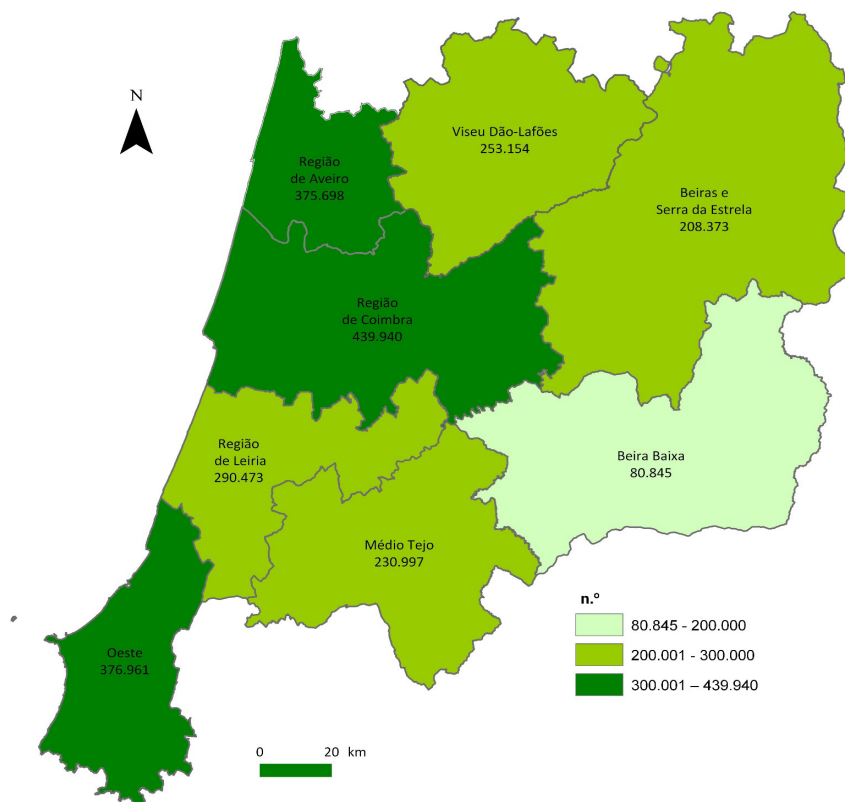 N
Viseu Dão-Lafões
253.154
Região
de Aveiro
375.698
Beiras e
Serra da Estrela
208.373
Região
de Coimbra
439.940
Região
de Leiria
290.473
Beira Baixa
80.845
Médio Tejo
230.997
Oeste
376.961
n.º
80.845 - 200.000
200.001 - 300.000
300.001 – 439.940
0 20 km